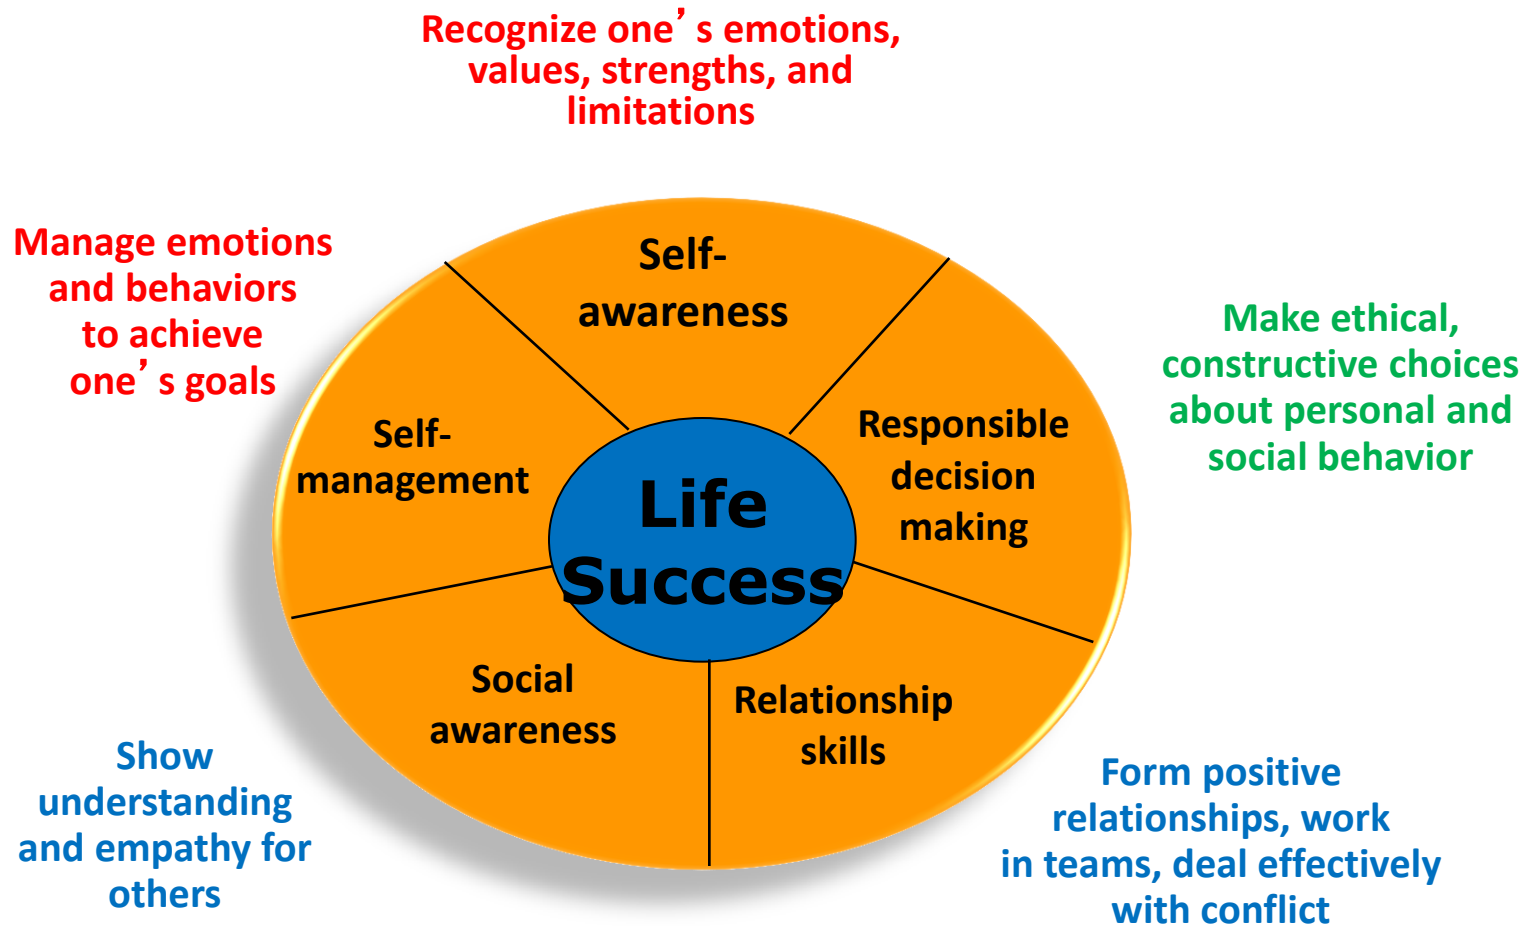 Recognize one’s emotions,
values, strengths, and
limitations
Manage emotions
and behaviors
to achieve
one’s goals
Self-
awareness
Make ethical,
constructive choices
about personal and
social behavior
Self-
management
Responsible
decision
making
Life
Success
Social
awareness
Relationship
skills
Show
understanding
and empathy for
others
Form positive
relationships, work
in teams, deal effectively
with conflict